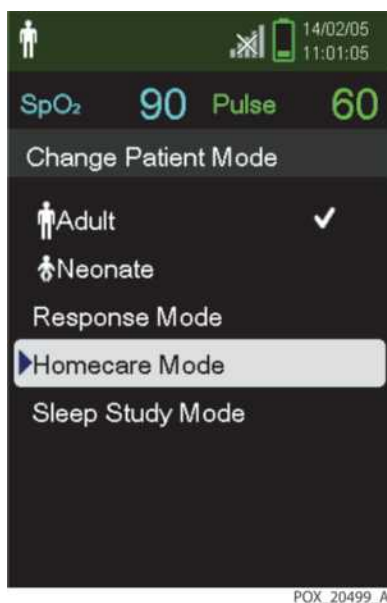 14/02/05
11:01:05
SpO₂ 90 Pulse 60
Change Patient Mode
Adult
Neonate
Response Mode
Homecare Mode
Sleep Study Mode
POX_20499_A